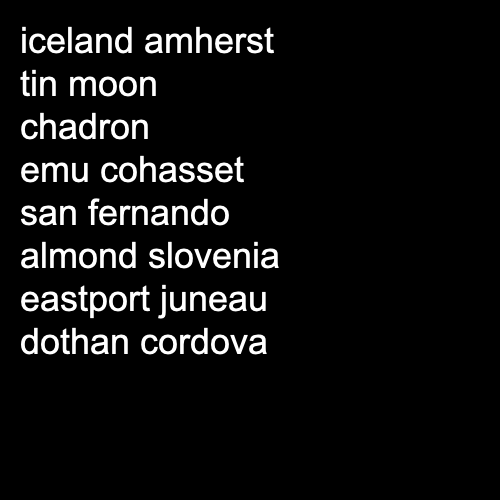 iceland amherst
tin moon
chadron
emu cohasset
san fernando
almond slovenia
eastport juneau
dothan cordova